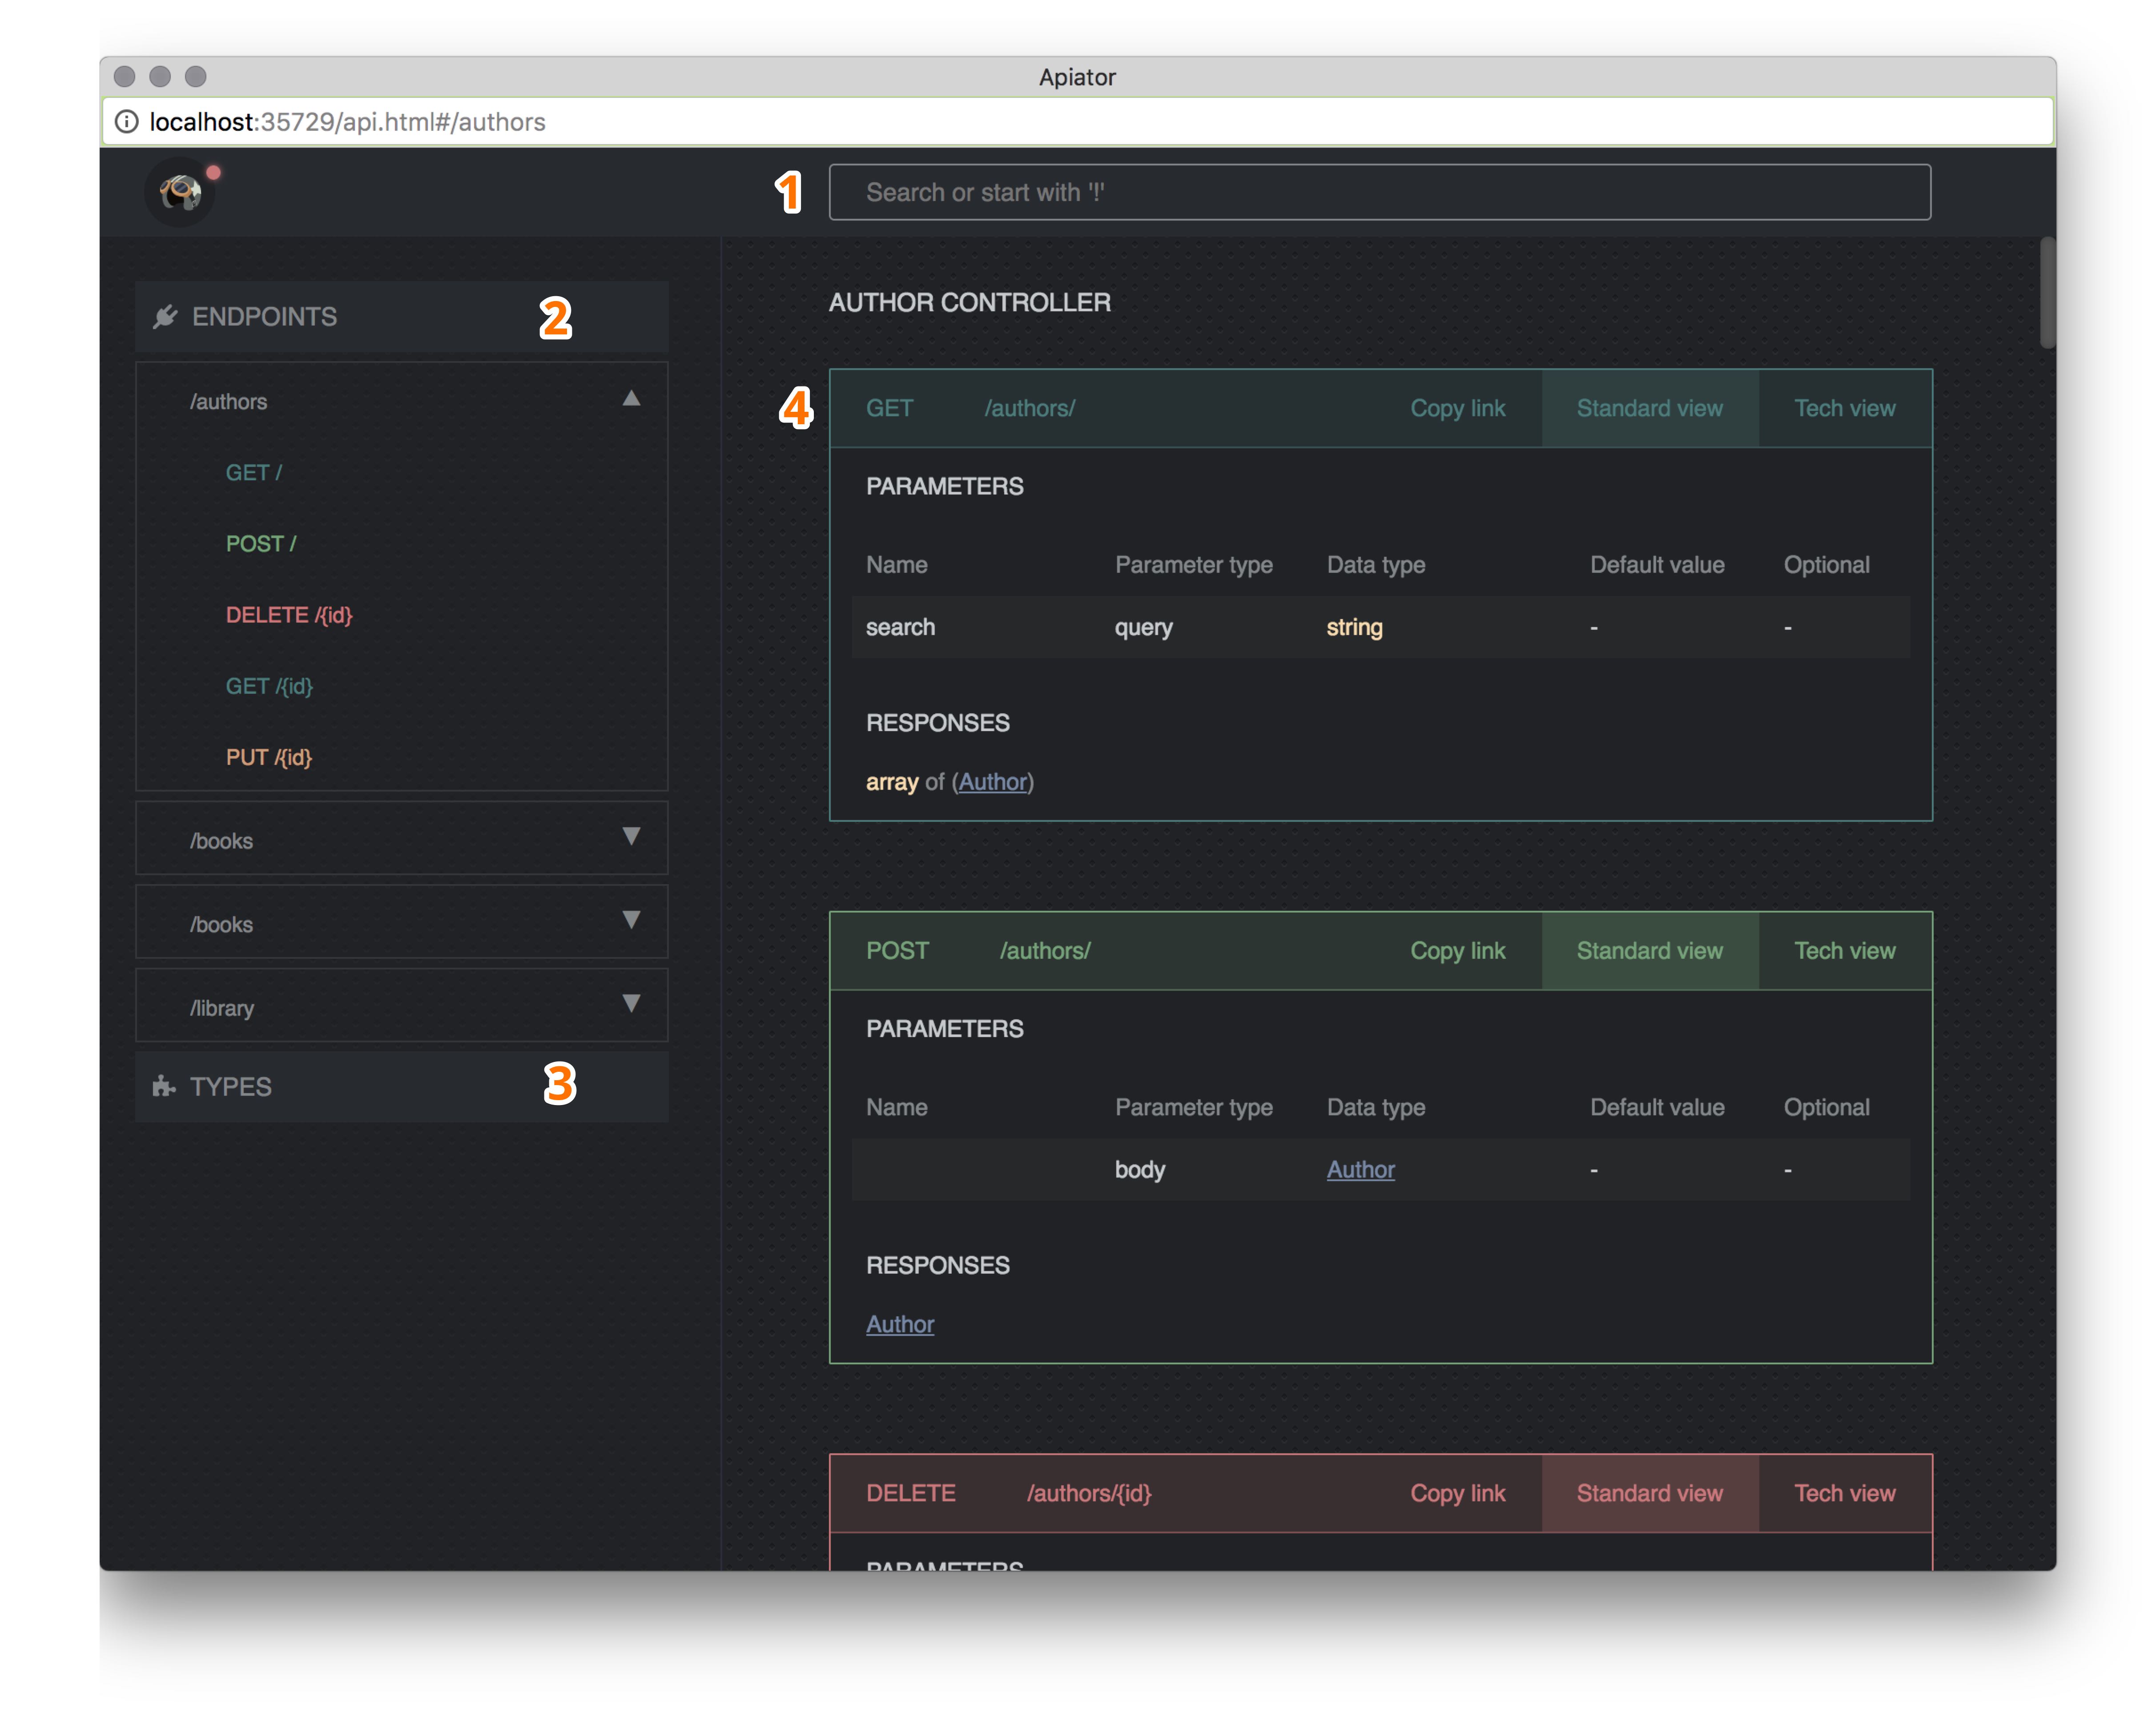 Apiator
localhost:35729/api.html#/authors
1 Search or start with '!'
ENDPOINTS 2
/authors
GET /
POST /
DELETE /{id}
GET /{id}
PUT /{id}
/books
/books
/library
TYPES 3
AUTHOR CONTROLLER
4 GET /authors/ Copy link Standard view Tech view
PARAMETERS
Name Parameter type Data type Default value Optional
search query string - -
RESPONSES
array of (Author)
POST /authors/ Copy link Standard view Tech view
PARAMETERS
Name Parameter type Data type Default value Optional
body Author - -
RESPONSES
Author
DELETE /authors/{id} Copy link Standard view Tech view
PARAMETERS